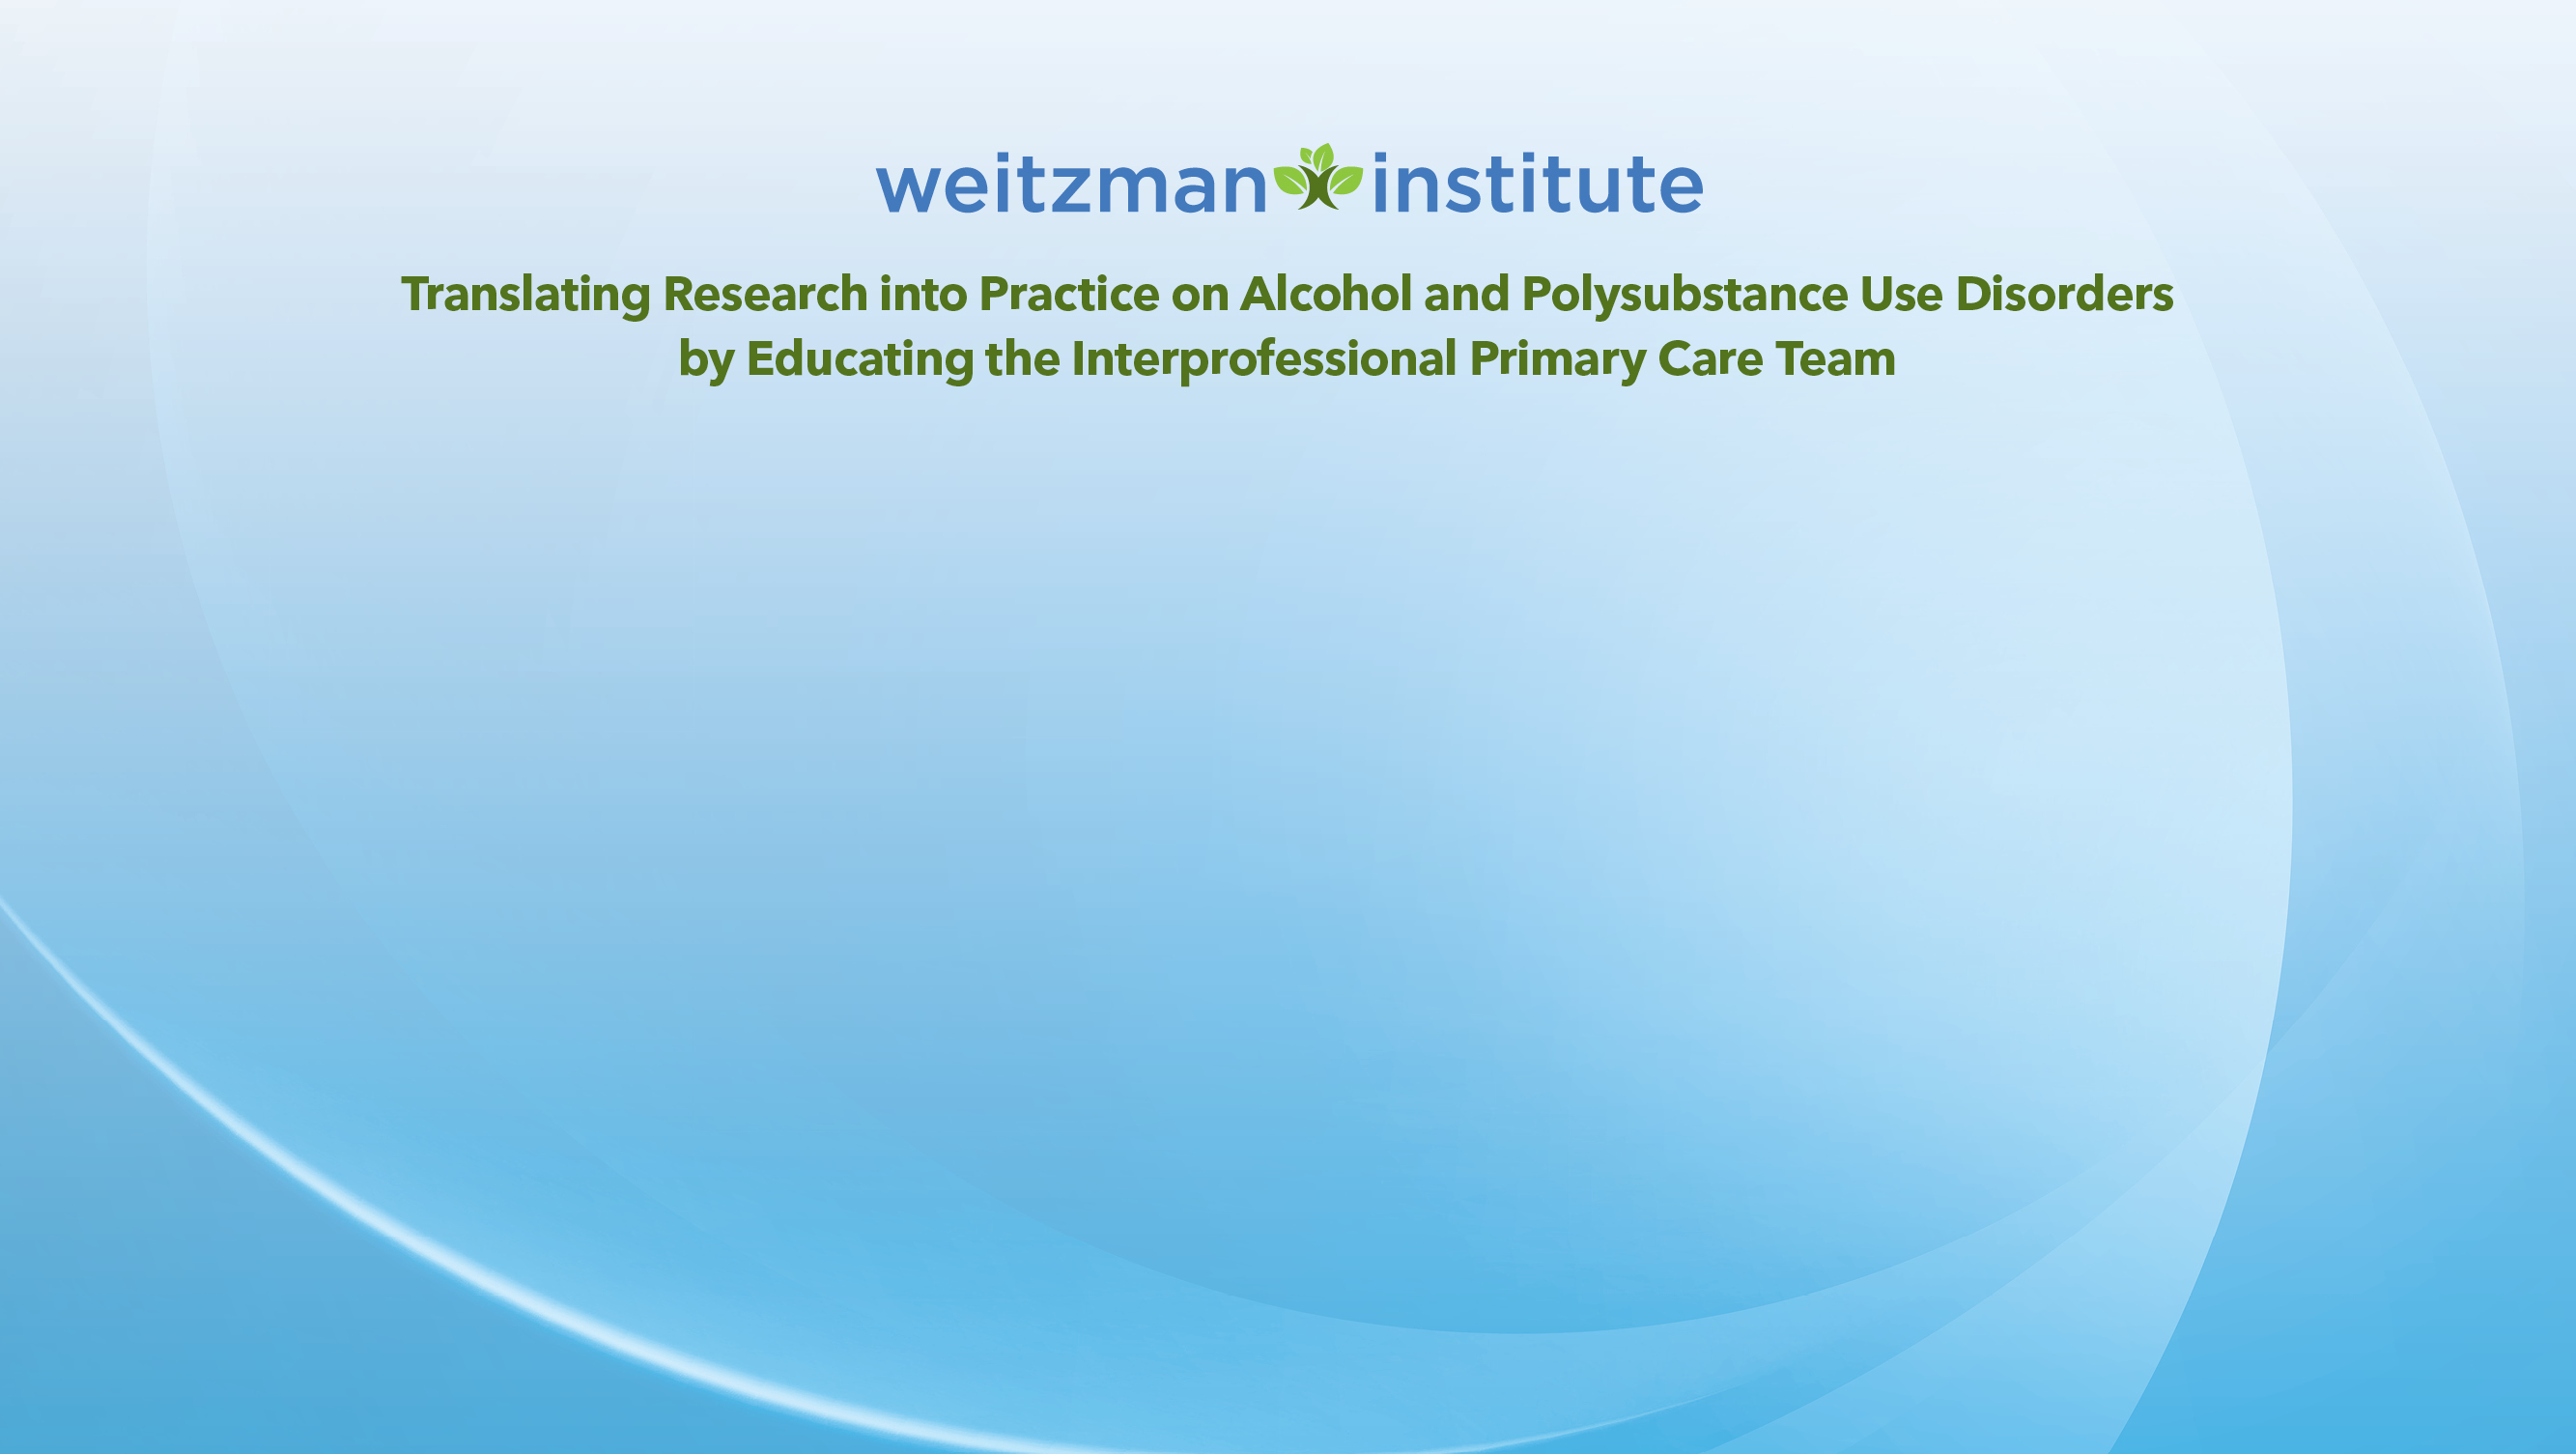 weitzman institute
Translating Research into Practice on Alcohol and Polysubstance Use Disorders
by Educating the Interprofessional Primary Care Team